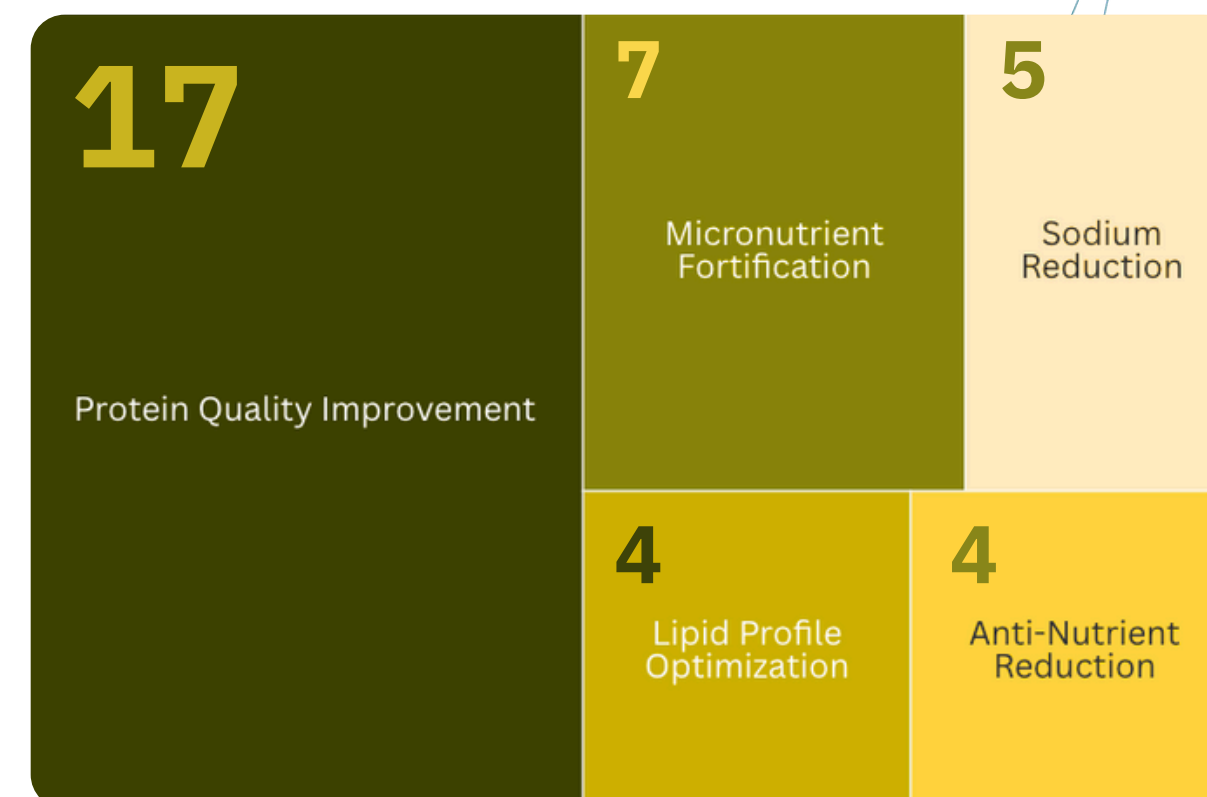 17
Protein Quality Improvement
7
Micronutrient
Fortification
5
Sodium
Reduction
4
Lipid Profile
Optimization
4
Anti-Nutrient
Reduction